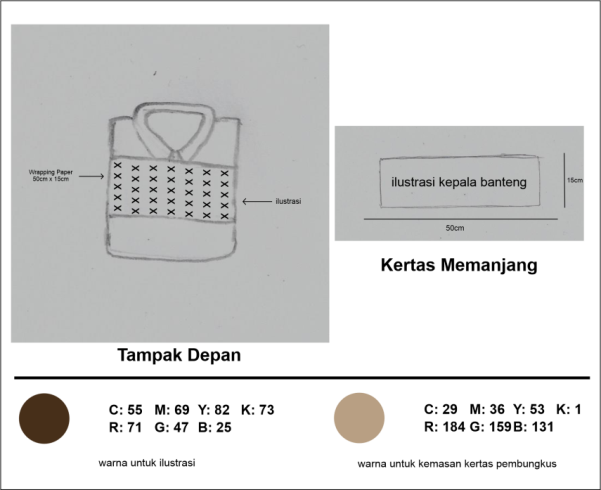 Wrapping Paper
50cm x 15cm
ilustrasi
Tampak Depan
ilustrasi kepala banteng
15cm
50cm
Kertas Memanjang
C: 55 M: 69 Y: 82 K: 73
R: 71 G: 47 B: 25
warna untuk ilustrasi
C: 29 M: 36 Y: 53 K: 1
R: 184 G: 159 B: 131
warna untuk kemasan kertas pembungkus